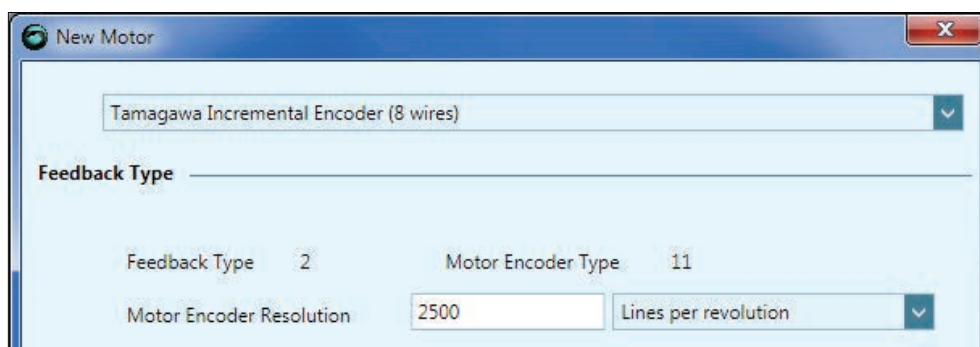 New Motor
Tamagawa Incremental Encoder (8 wires)
Feedback Type
Feedback Type 2 Motor Encoder Type 11
Motor Encoder Resolution 2500 Lines per revolution